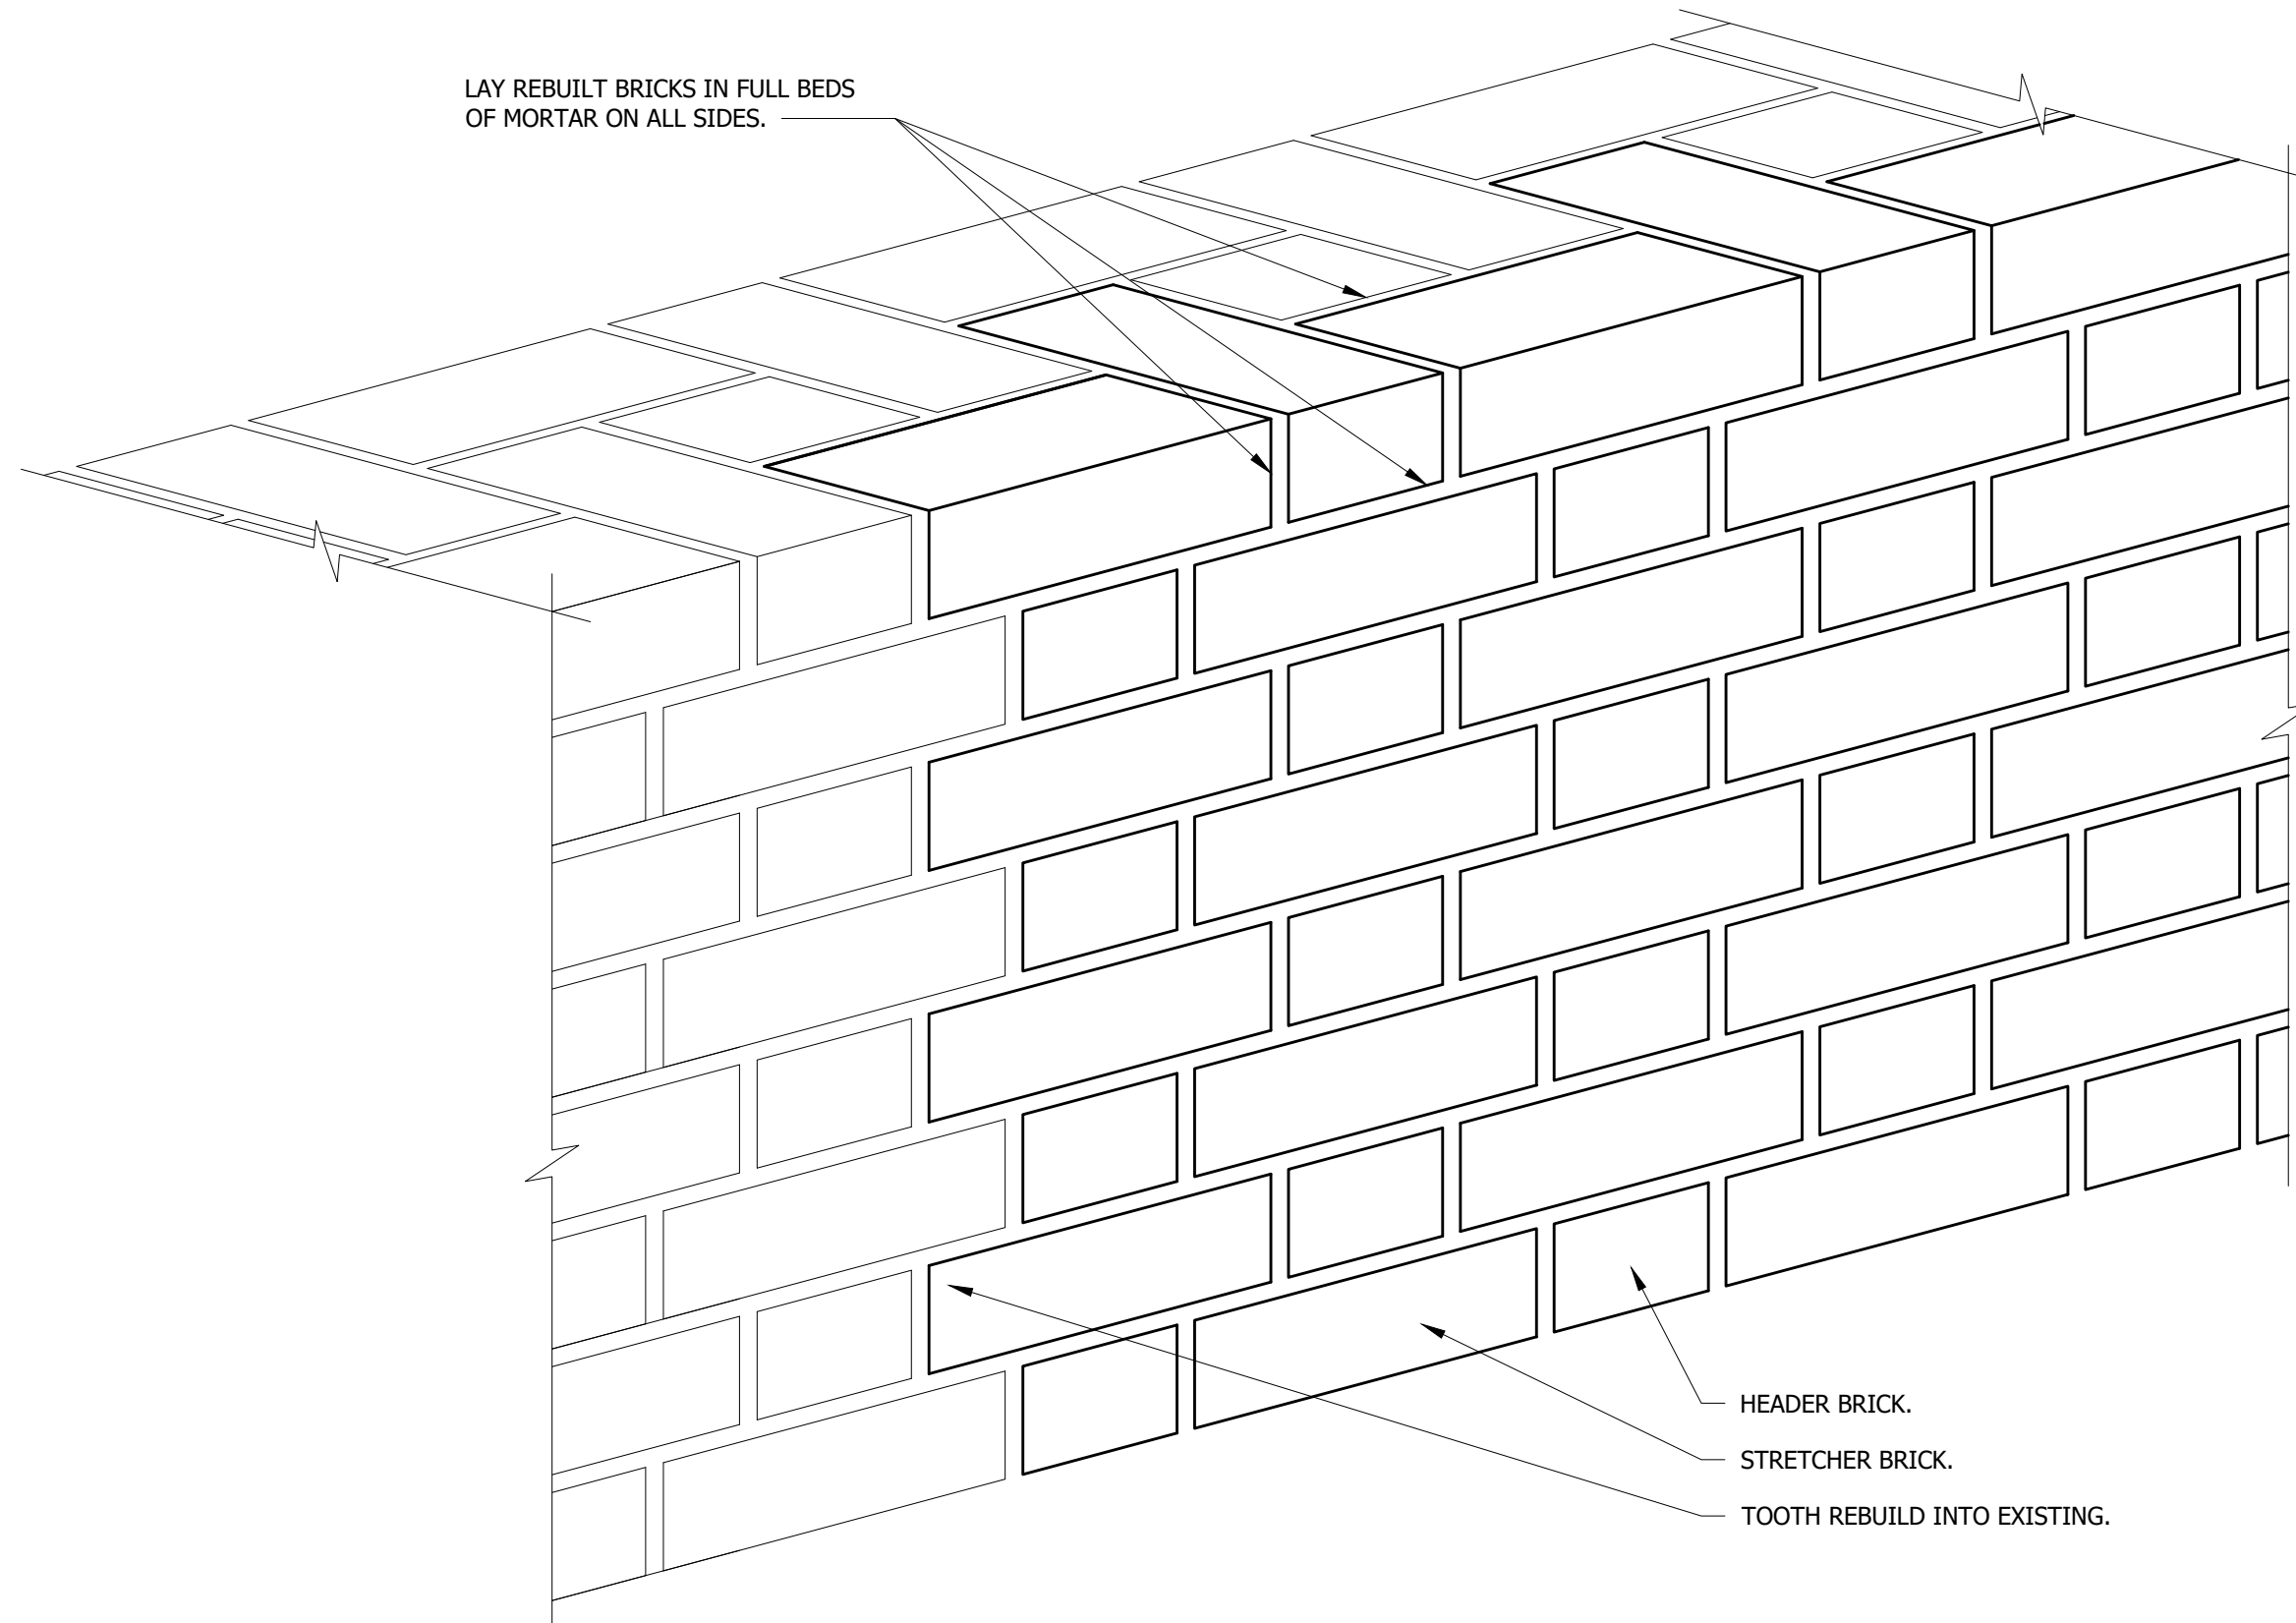 LAY REBUILT BRICKS IN FULL BEDS
OF MORTAR ON ALL SIDES.
HEADER BRICK.
STRETCHER BRICK.
TOOTH REBUILD INTO EXISTING.